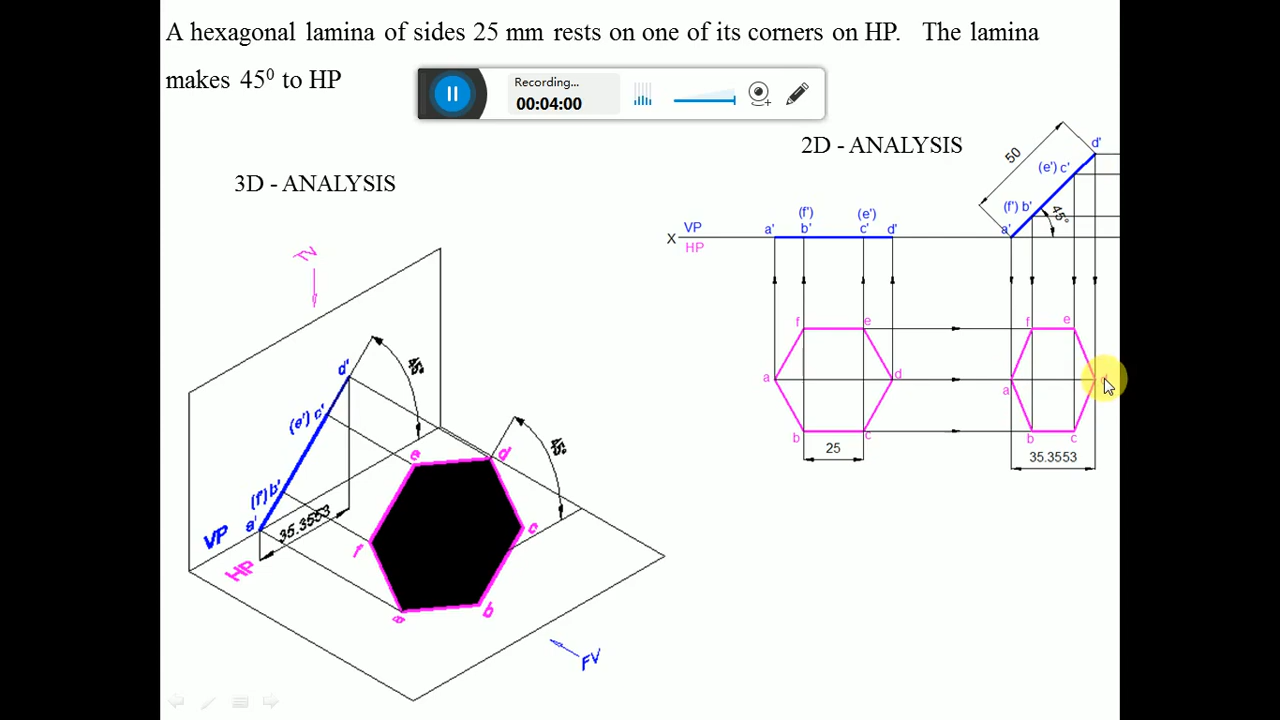 A hexagonal lamina of sides 25 mm rests on one of its corners on HP. The lamina
makes 45⁰ to HP
Recording...
00:04:00
2D - ANALYSIS
3D - ANALYSIS
50
d'
(e') c'
(f') b'
45°
a'
X
VP
HP
a'
(f')
b'
(e')
c'
d'
f
e
a
d
b
c
25
f
e
a
b
c
35.3553
TV
45°
d'
(e') c'
(f') b'
a'
35.3553
VP
HP
45°
e
d
c
f
a
b
FV